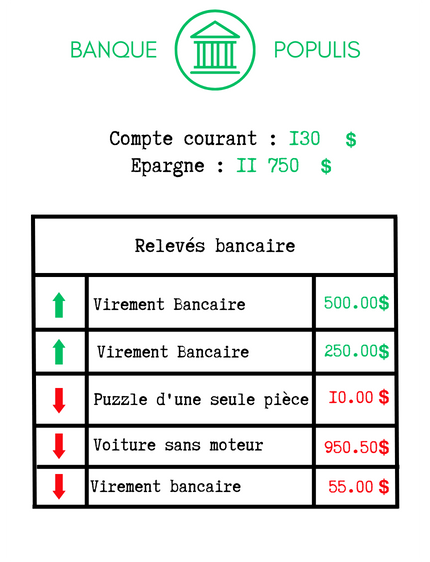 BANQUE POPULIS
Compte courant : I30 $
Epargne : II 750 $
Relevés bancaire
Virement Bancaire 500.00$
Virement Bancaire 250.00$
Puzzle d'une seule pièce I0.00 $
Voiture sans moteur 950.50$
Virement bancaire 55.00 $